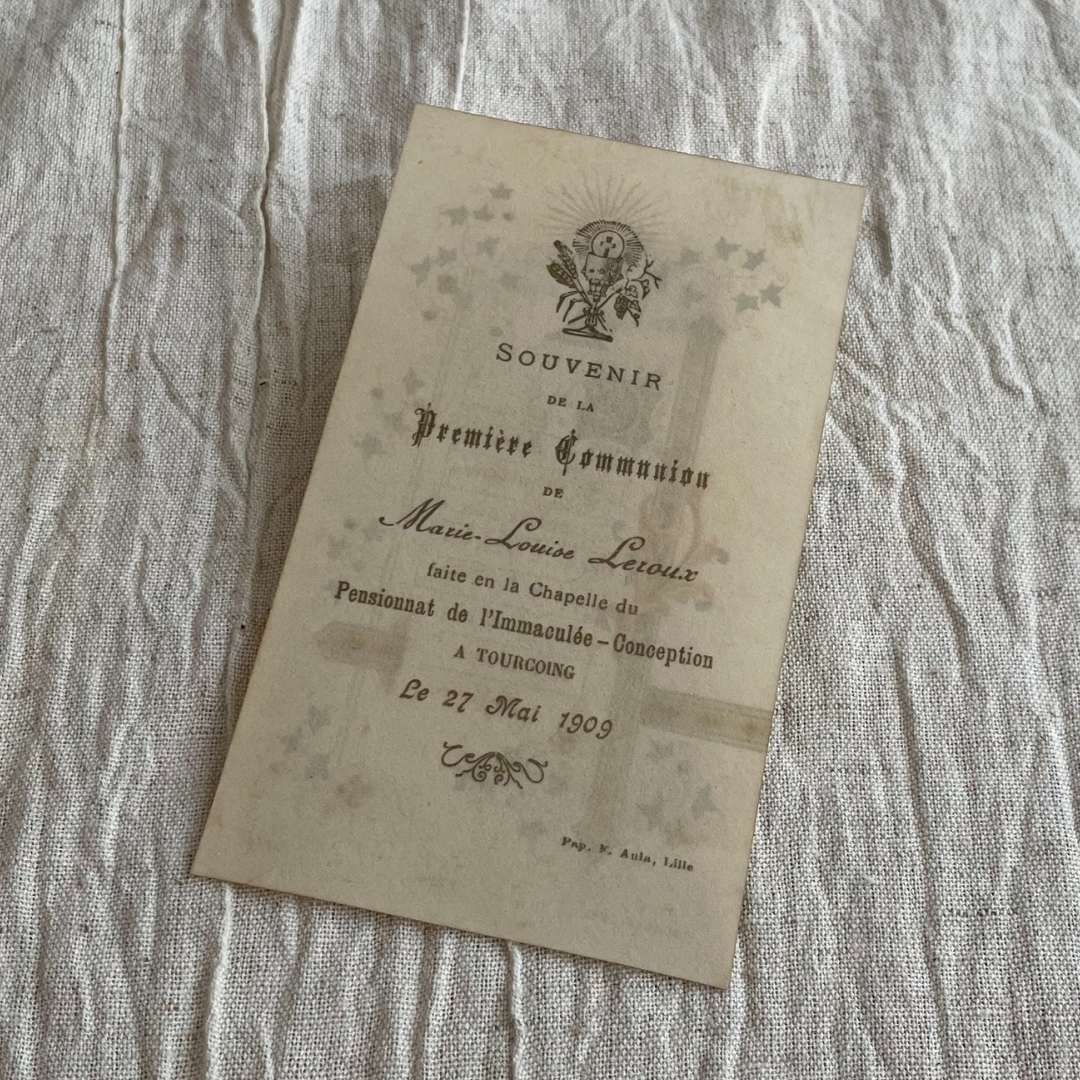 SOUVENIR
DE LA
Première Communion
DE
Marie-Louise Leroux
faite en la Chapelle du
Pensionnat de l'Immaculée-Conception
A TOURCOING
Le 27 Mai 1909
Pap. F. Aula, Lille